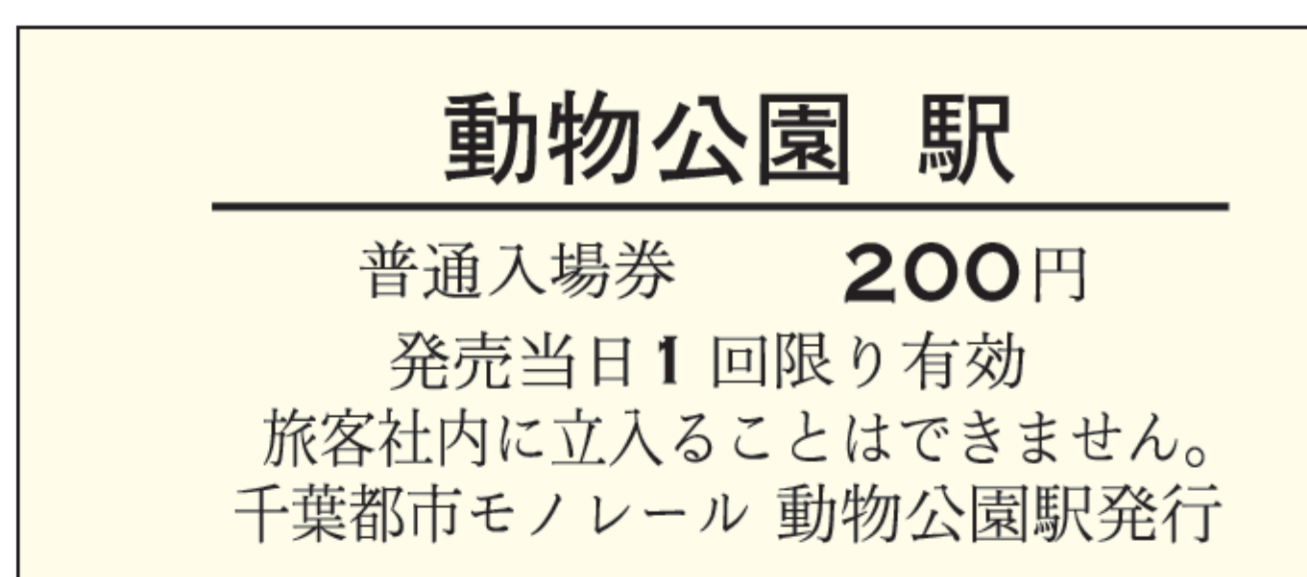 動物公園 駅
普通入場券 200円
発売当日1回限り有効
旅客社内に立入ることはできません。
千葉都市モノレール 動物公園駅発行